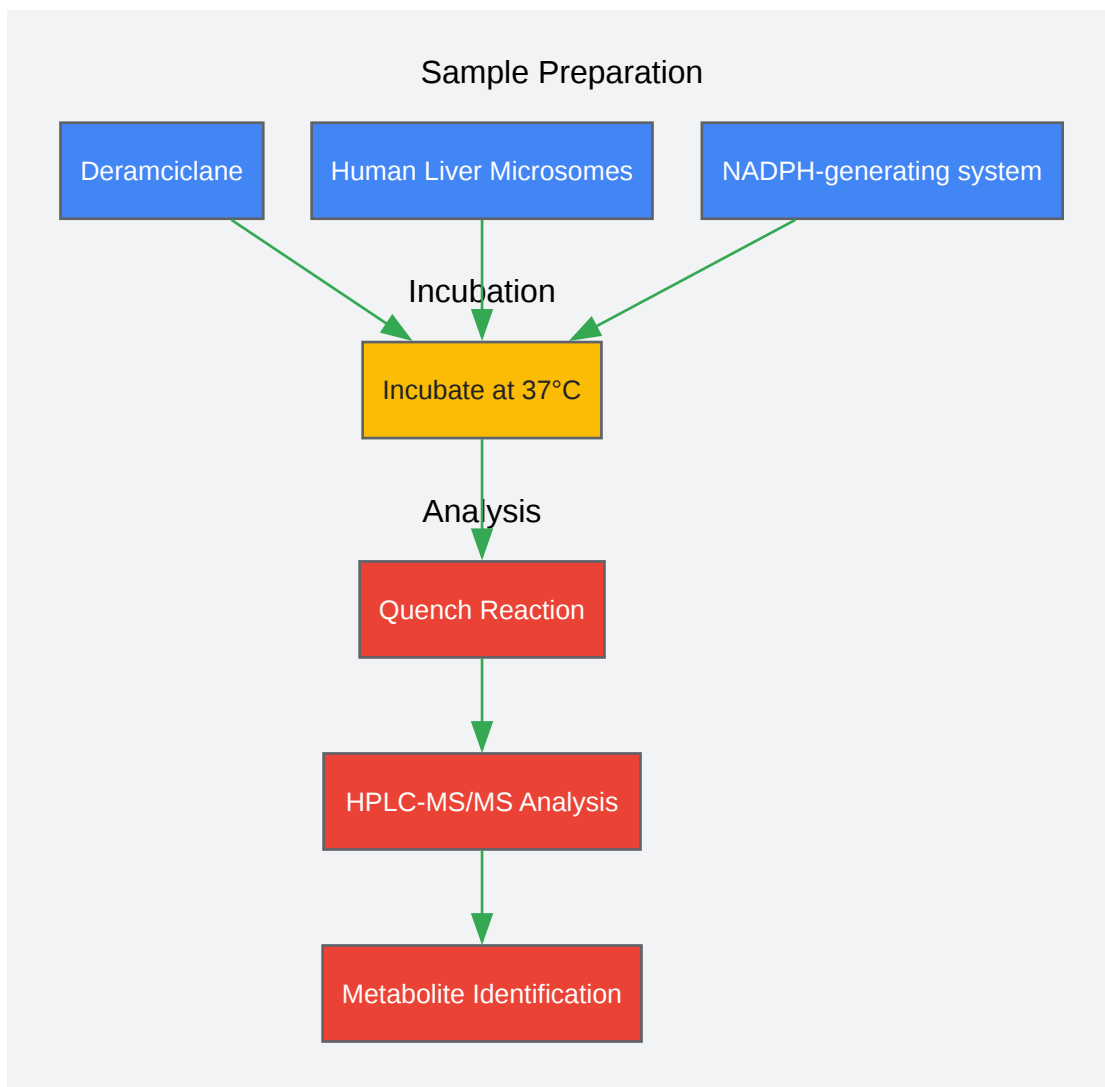 Sample Preparation
Deramciclane
Human Liver Microsomes
NADPH-generating system
Incubation
Incubate at 37°C
Analysis
Quench Reaction
HPLC-MS/MS Analysis
Metabolite Identification